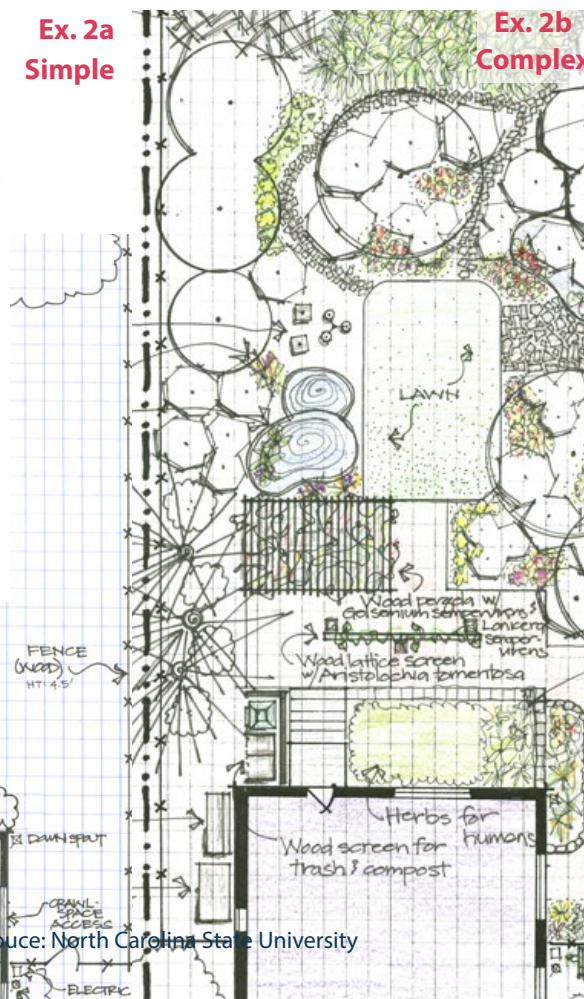 Ex. 2a
Simple
Ex. 2b
Complex
LAWN
Wood pergola w/
Gelsemium sempervirens &
Lonicera
semper-
virens
Wood lattice screen
w/Aristolochia tomentosa
FENCE
(WOOD)
HT: 4.5'
Herbs for
humans
Wood screen for
trash & compost
DOWNSPOUT
CRAWL-
SPACE
ACCESS
ouce: North Carolina State University
ELECTRIC